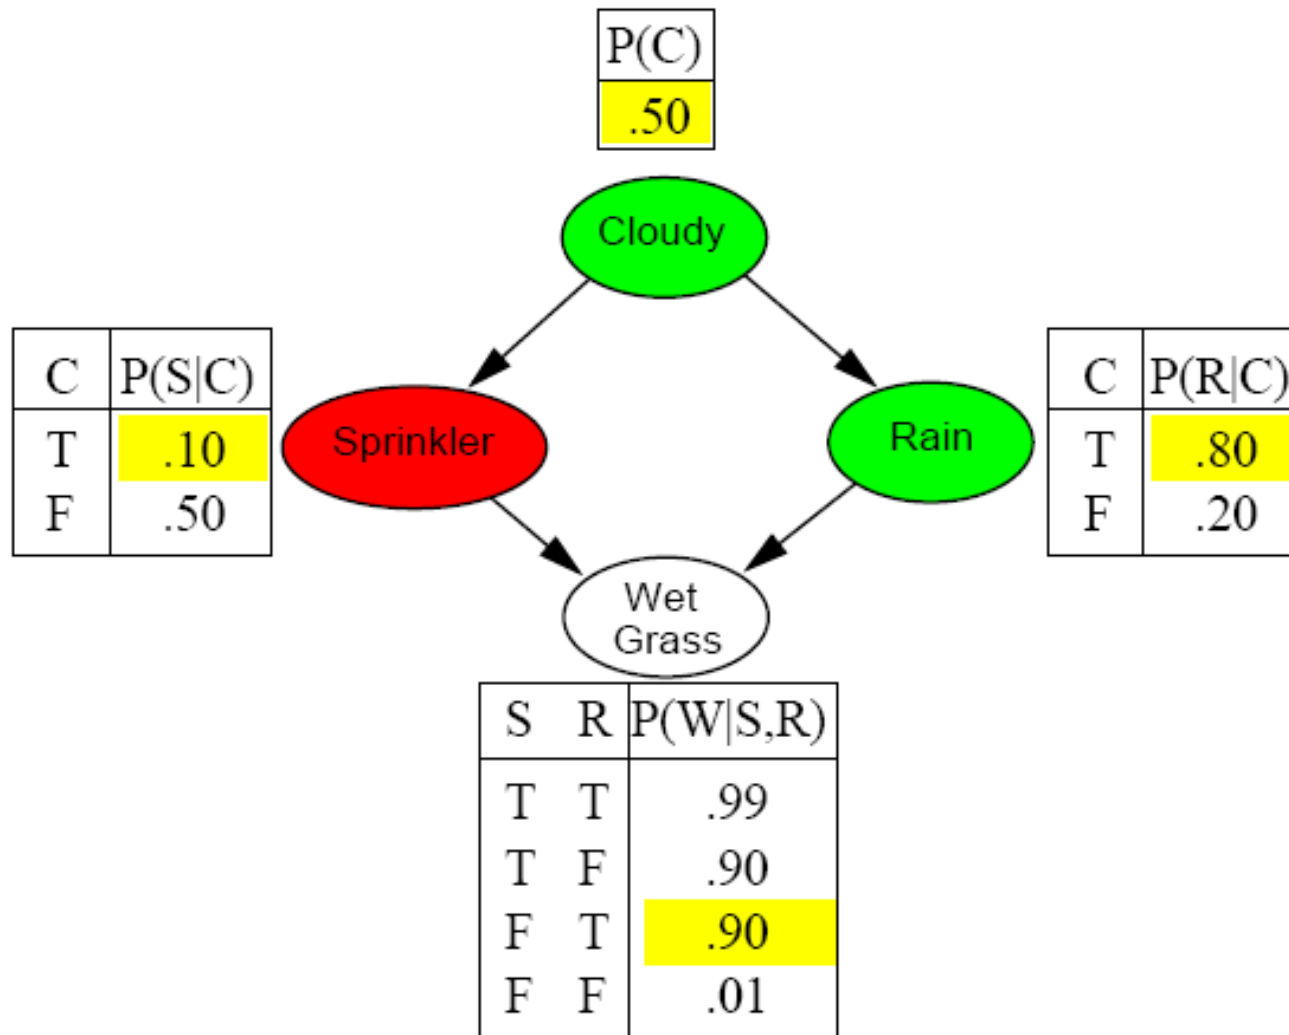 P(C)
.50
Cloudy
C P(S|C)
T .10
F .50
Sprinkler
Rain
C P(R|C)
T .80
F .20
Wet
Grass
S R P(W|S,R)
T T .99
T F .90
F T .90
F F .01